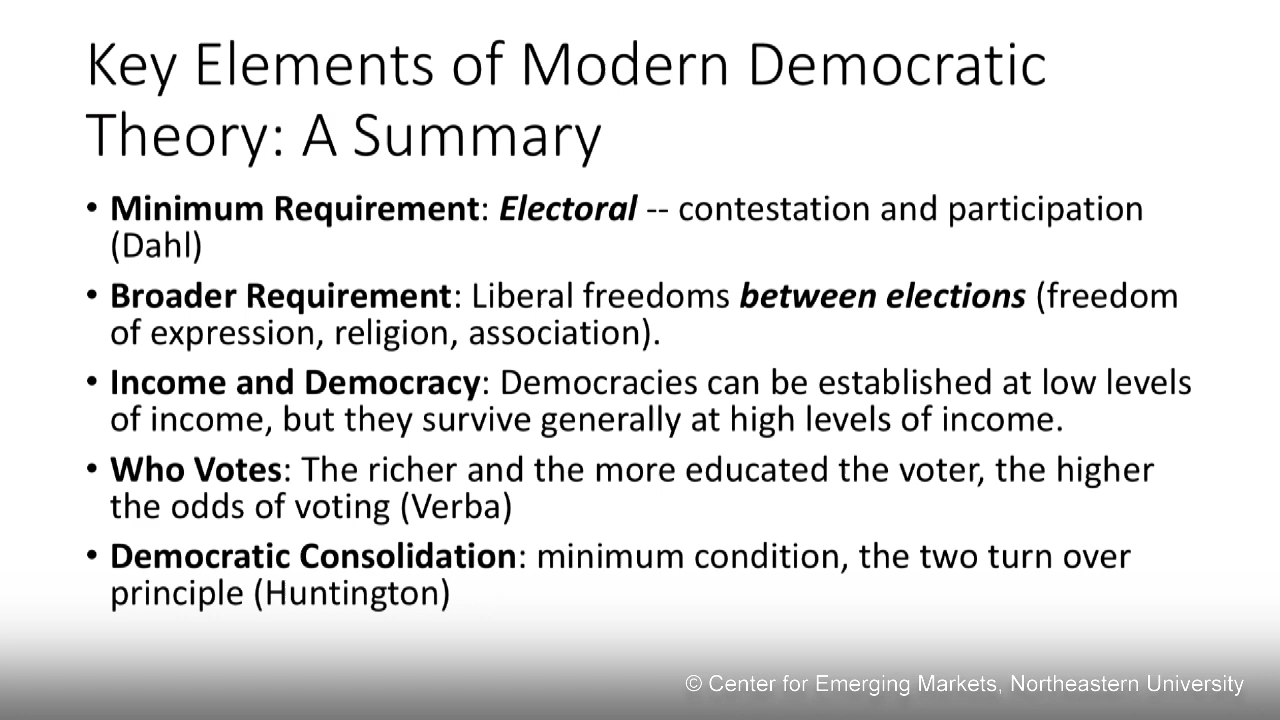 Key Elements of Modern Democratic
Theory: A Summary
• Minimum Requirement: Electoral -- contestation and participation
(Dahl)
• Broader Requirement: Liberal freedoms between elections (freedom
of expression, religion, association).
• Income and Democracy: Democracies can be established at low levels
of income, but they survive generally at high levels of income.
• Who Votes: The richer and the more educated the voter, the higher
the odds of voting (Verba)
• Democratic Consolidation: minimum condition, the two turn over
principle (Huntington)
© Center for Emerging Markets, Northeastern University